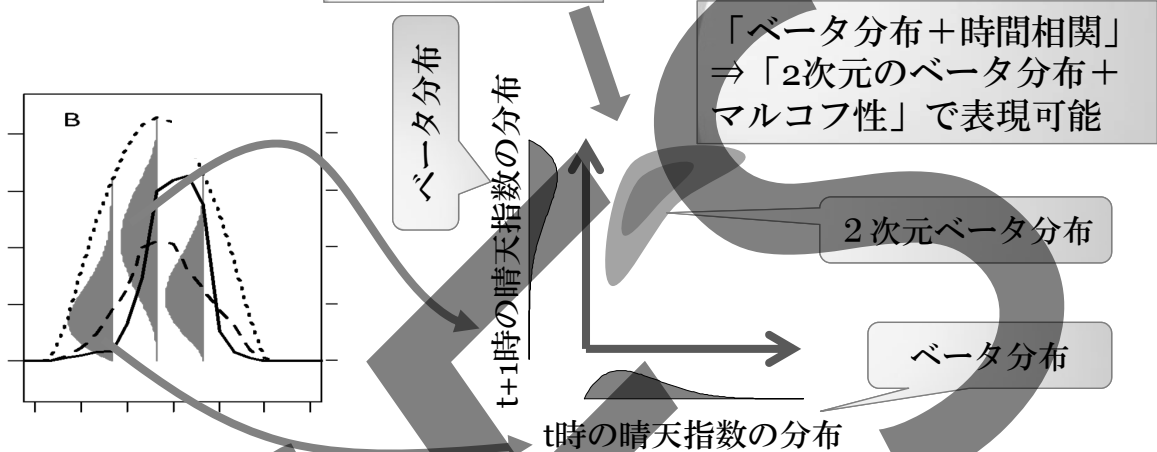 「ベータ分布＋時間相関」
⇒「2次元のベータ分布＋
マルコフ性」で表現可能
B
ベータ分布
t+1時の晴天指数の分布
２次元ベータ分布
ベータ分布
t時の晴天指数の分布